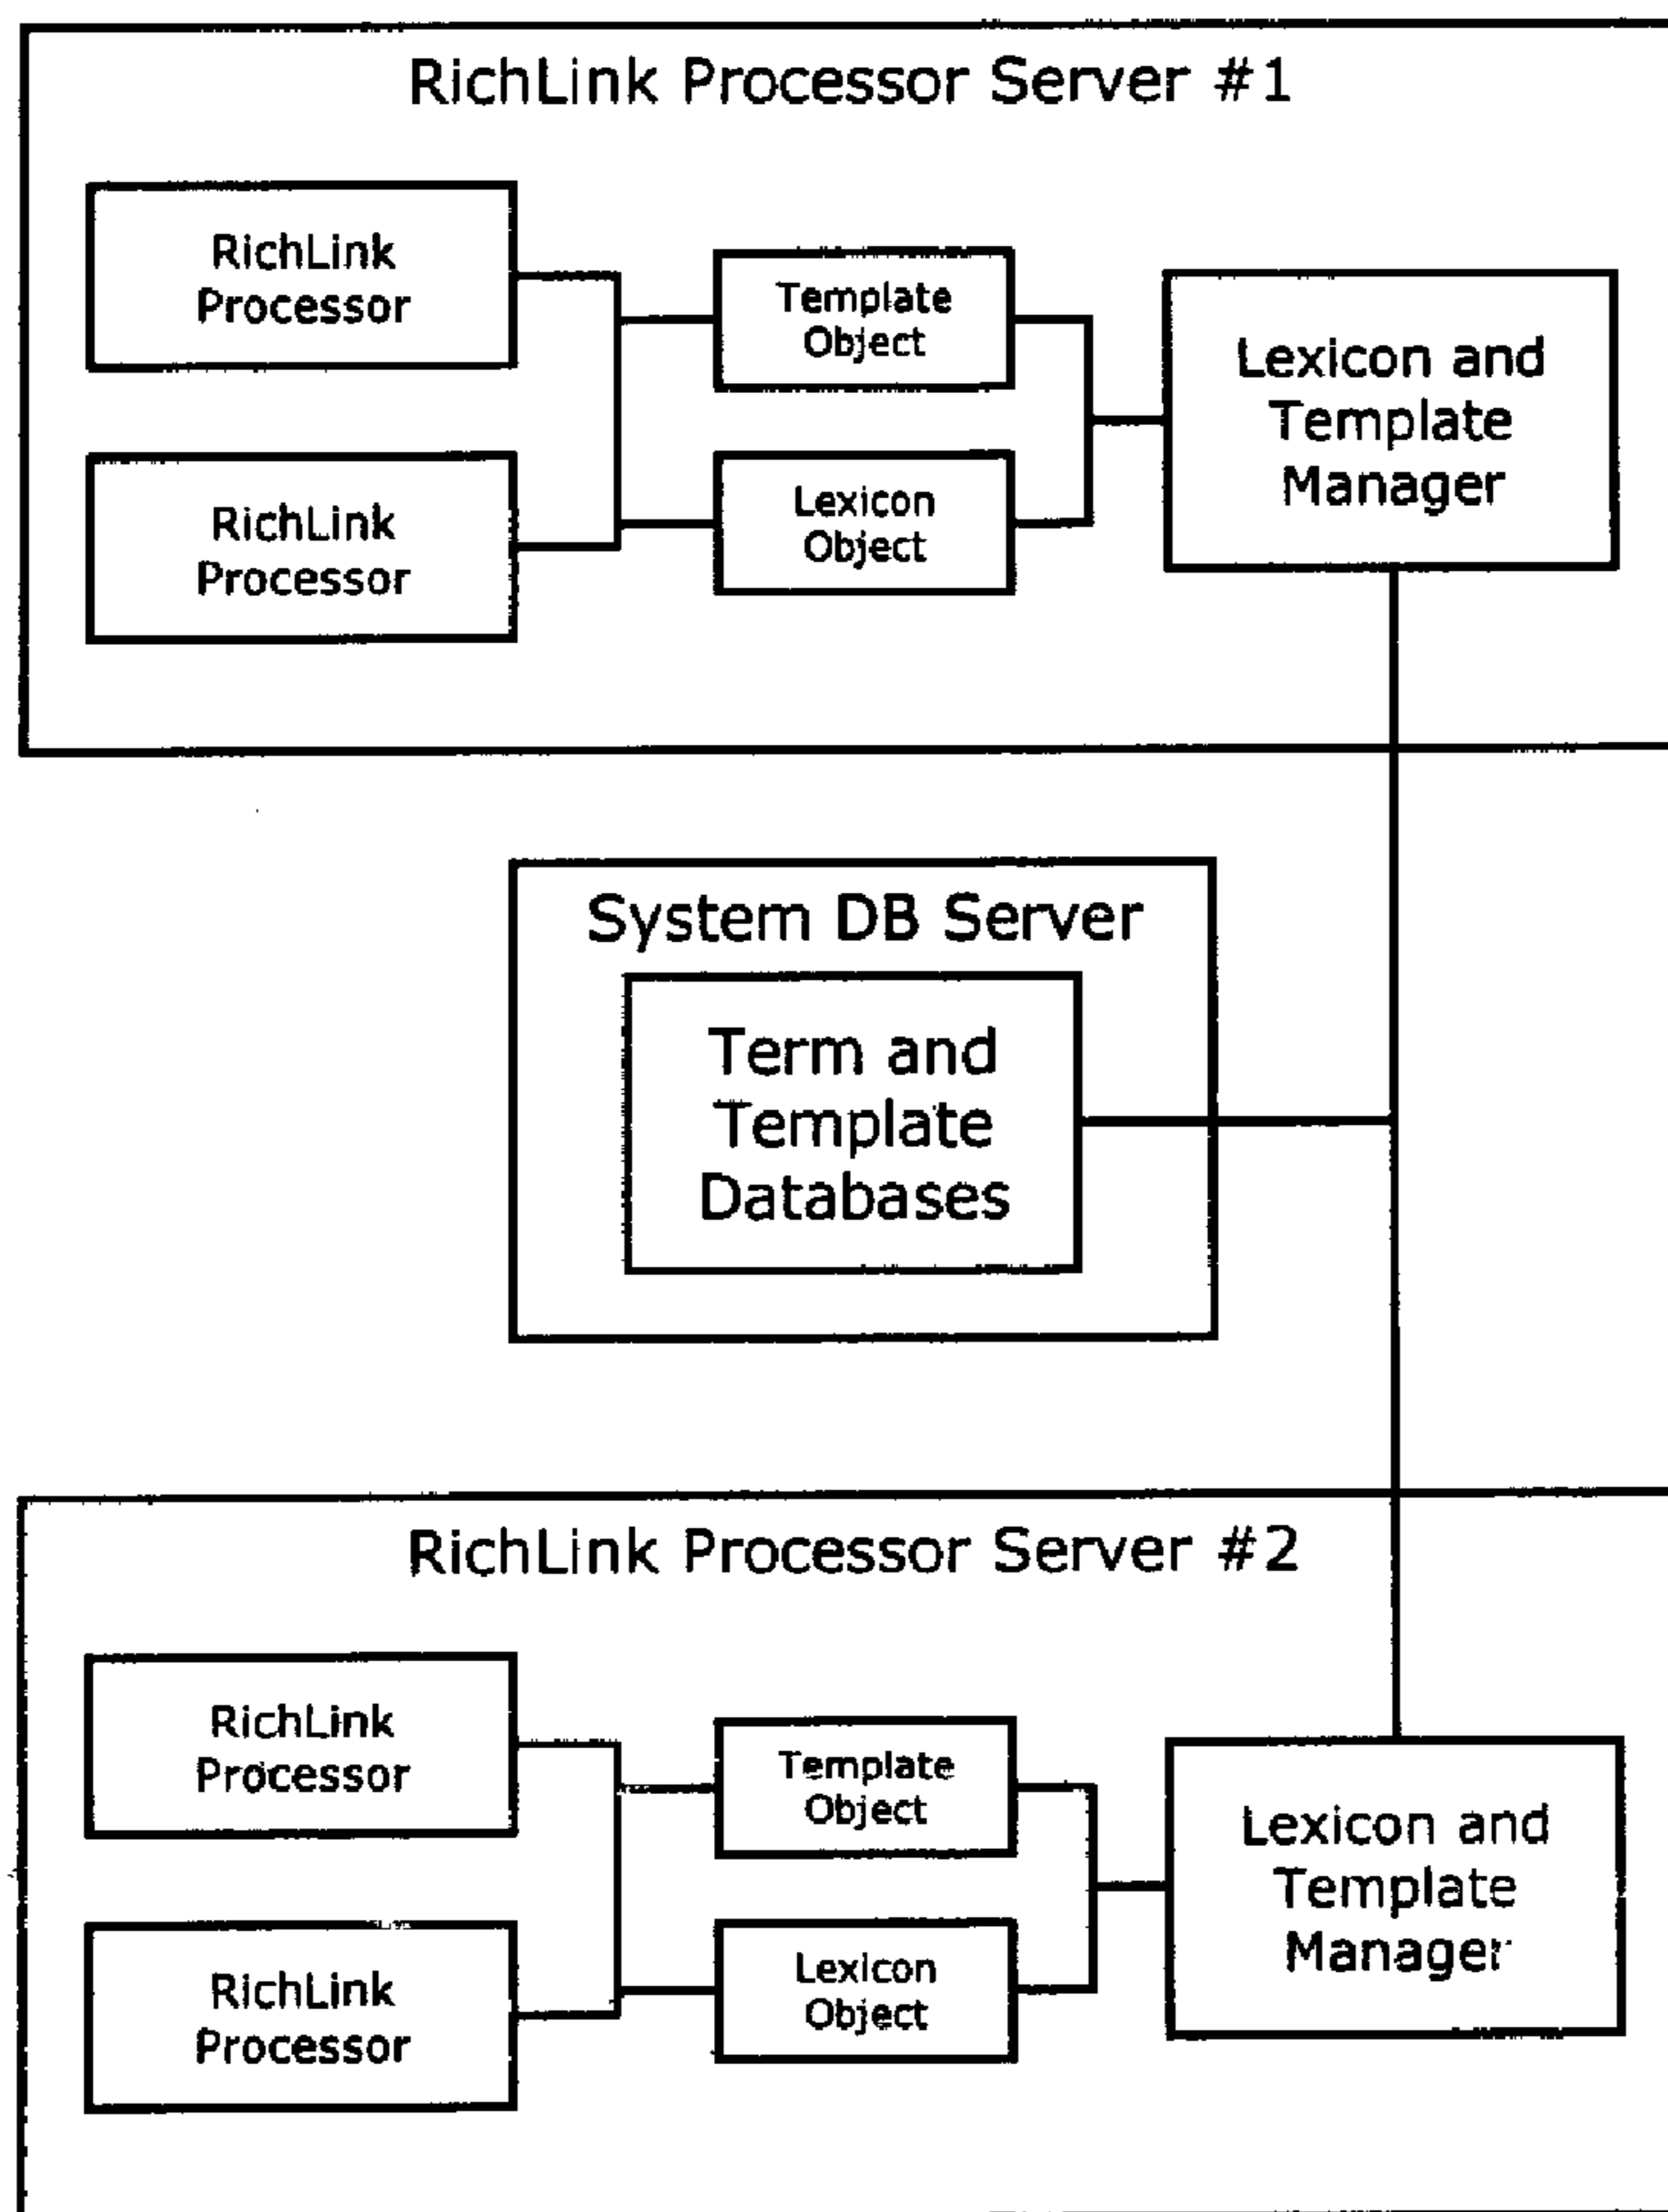 RichLink Processor Server #1
RichLink
Processor
Template
Object
Lexicon and
Template
Manager
RichLink
Processor
Lexicon
Object
System DB Server
Term and
Template
Databases
RichLink Processor Server #2
RichLink
Processor
Template
Object
Lexicon and
Template
Manager
RichLink
Processor
Lexicon
Object